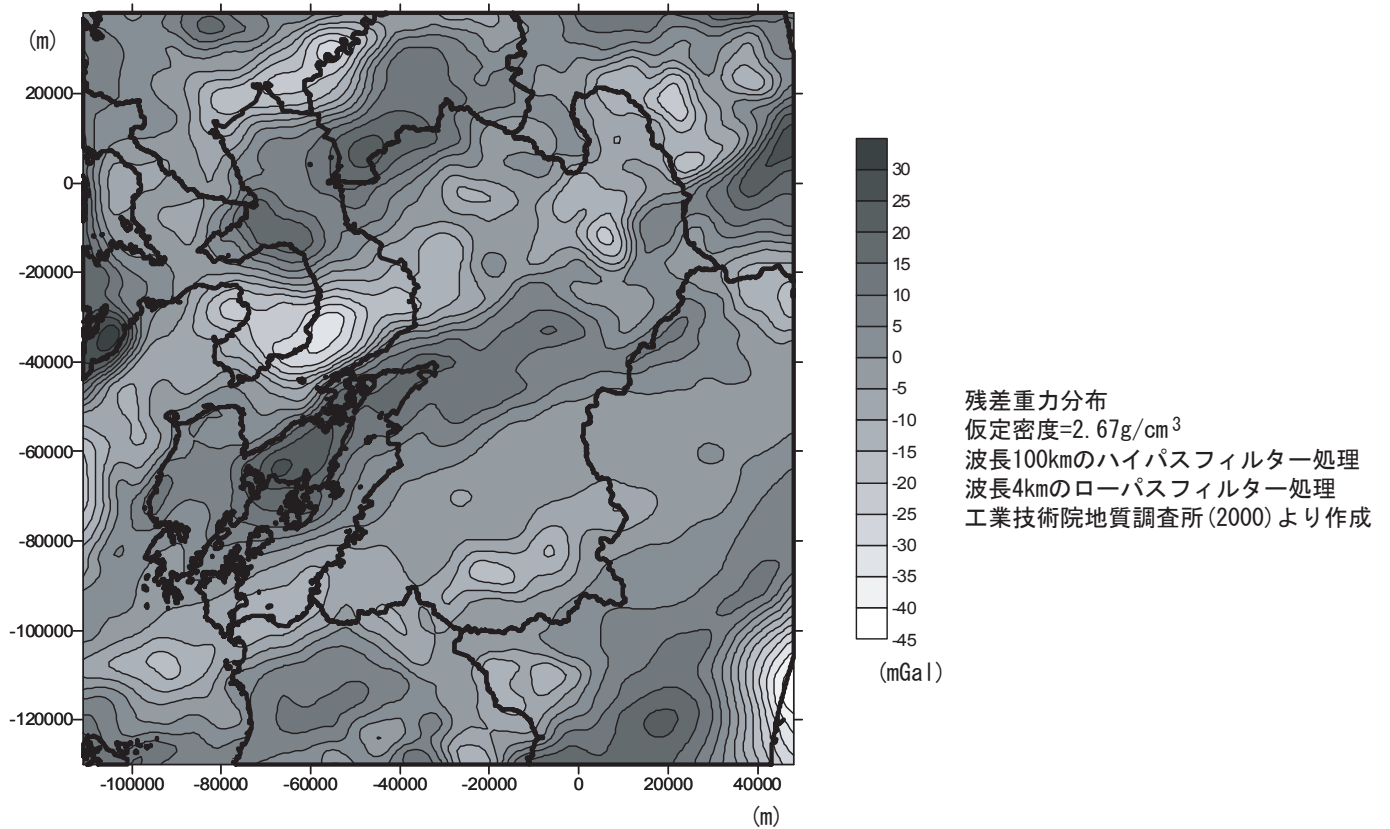 (m)
20000
0
-20000
-40000
-60000
-80000
-100000
-120000
-100000 -80000 -60000 -40000 -20000 0 20000 40000
(m)
30
25
20
15
10
5
0
-5
-10
-15
-20
-25
-30
-35
-40
-45
(mGal)
残差重力分布
仮定密度=2.67g/cm³
波長100kmのハイパスフィルター処理
波長4kmのローパスフィルター処理
工業技術院地質調査所(2000)より作成